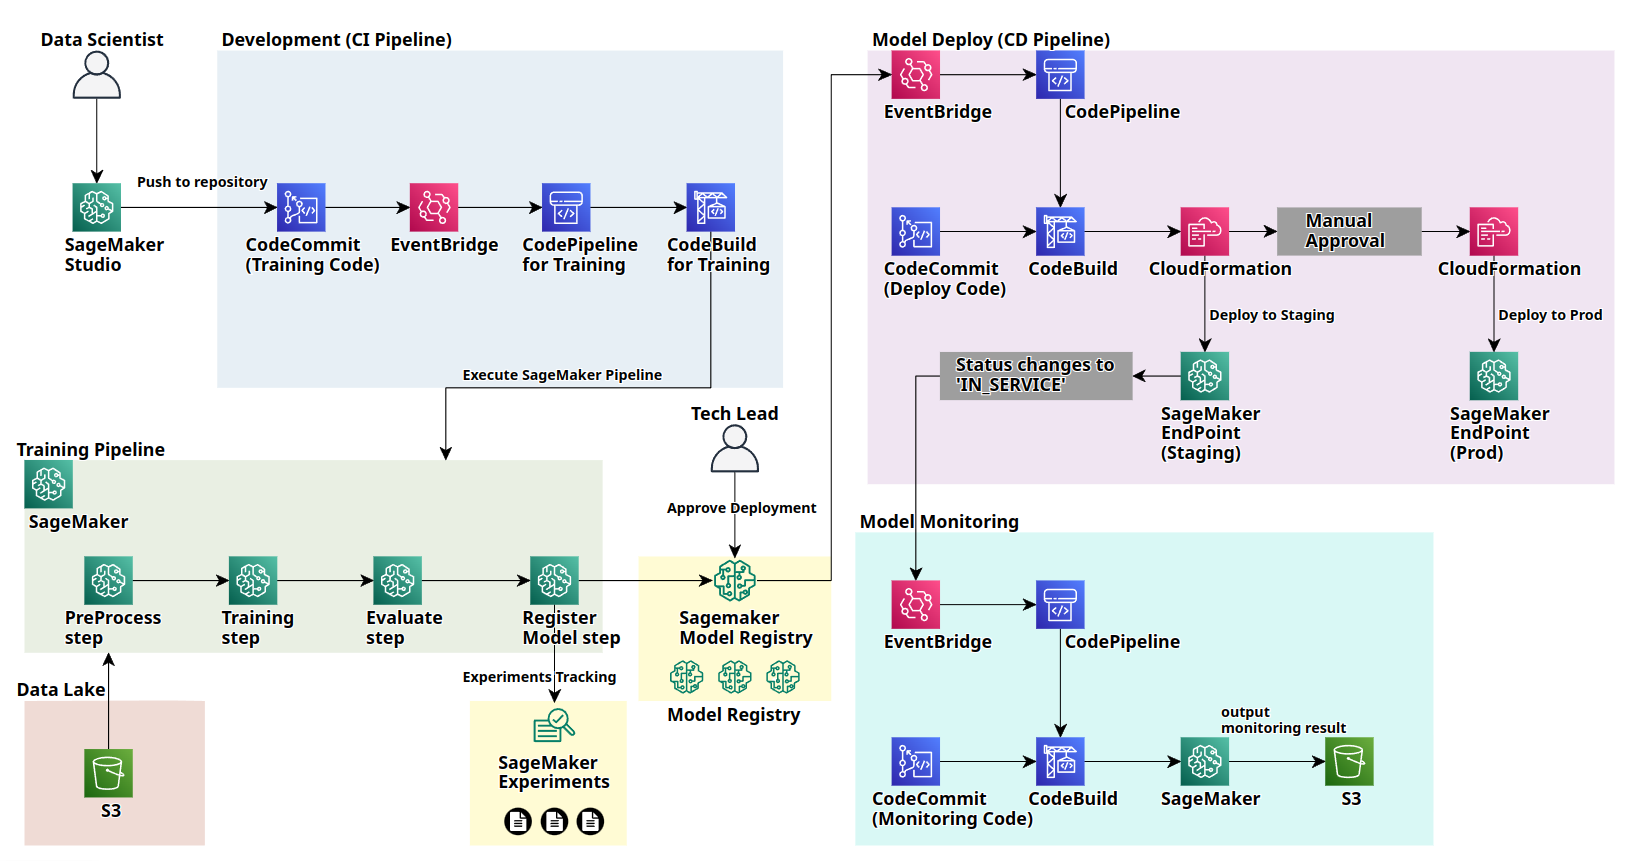 Data Scientist
SageMaker
Studio
Push to repository
Development (CI Pipeline)
CodeCommit
(Training Code)
EventBridge
CodePipeline
for Training
CodeBuild
for Training
Execute SageMaker Pipeline
Training Pipeline
SageMaker
PreProcess
step
Training
step
Evaluate
step
Register
Model step
Data Lake
S3
Experiments Tracking
SageMaker
Experiments
Tech Lead
Approve Deployment
Sagemaker
Model Registry
Model Registry
Model Deploy (CD Pipeline)
EventBridge
CodePipeline
CodeCommit
(Deploy Code)
CodeBuild
CloudFormation
Manual
Approval
CloudFormation
Deploy to Staging
Deploy to Prod
Status changes to
'IN_SERVICE'
SageMaker
EndPoint
(Staging)
SageMaker
EndPoint
(Prod)
Model Monitoring
EventBridge
CodePipeline
CodeCommit
(Monitoring Code)
CodeBuild
SageMaker
output
monitoring result
S3